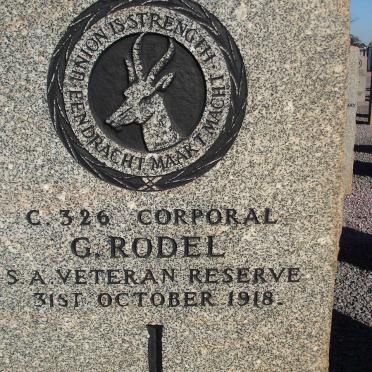 UNION IS STRENGTH
EENDRACHT MAAKT MACHT
C. 326 CORPORAL
G. RODEL
S.A. VETERAN RESERVE
31ST OCTOBER 1918.